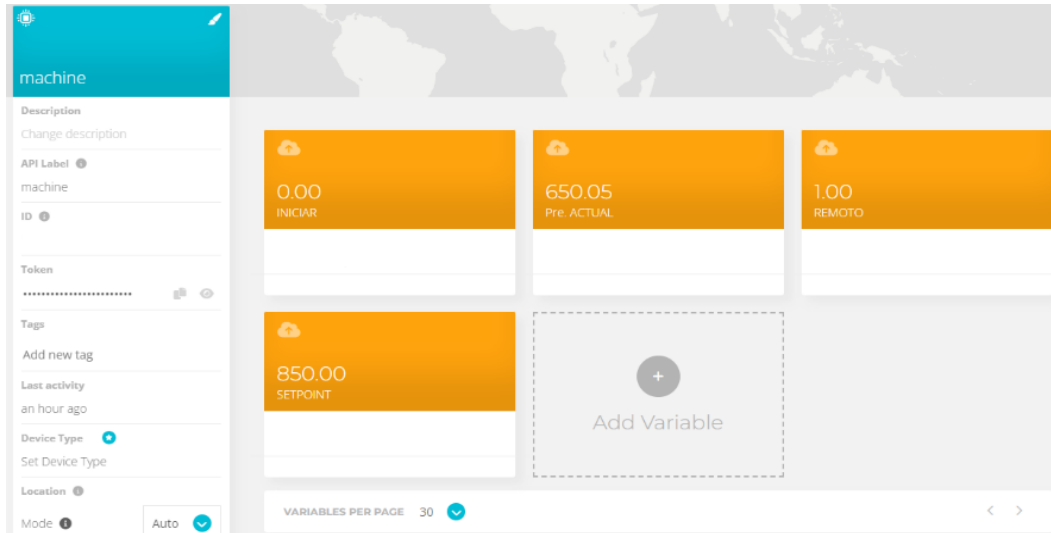 machine
Description
Change description
API Label
machine
ID
Token
Tags
Add new tag
Last activity
an hour ago
Device Type
Set Device Type
Location
Mode
Auto
0.00
INICIAR
650.05
Pre. ACTUAL
1.00
REMOTO
850.00
SETPOINT
Add Variable
VARIABLES PER PAGE 30